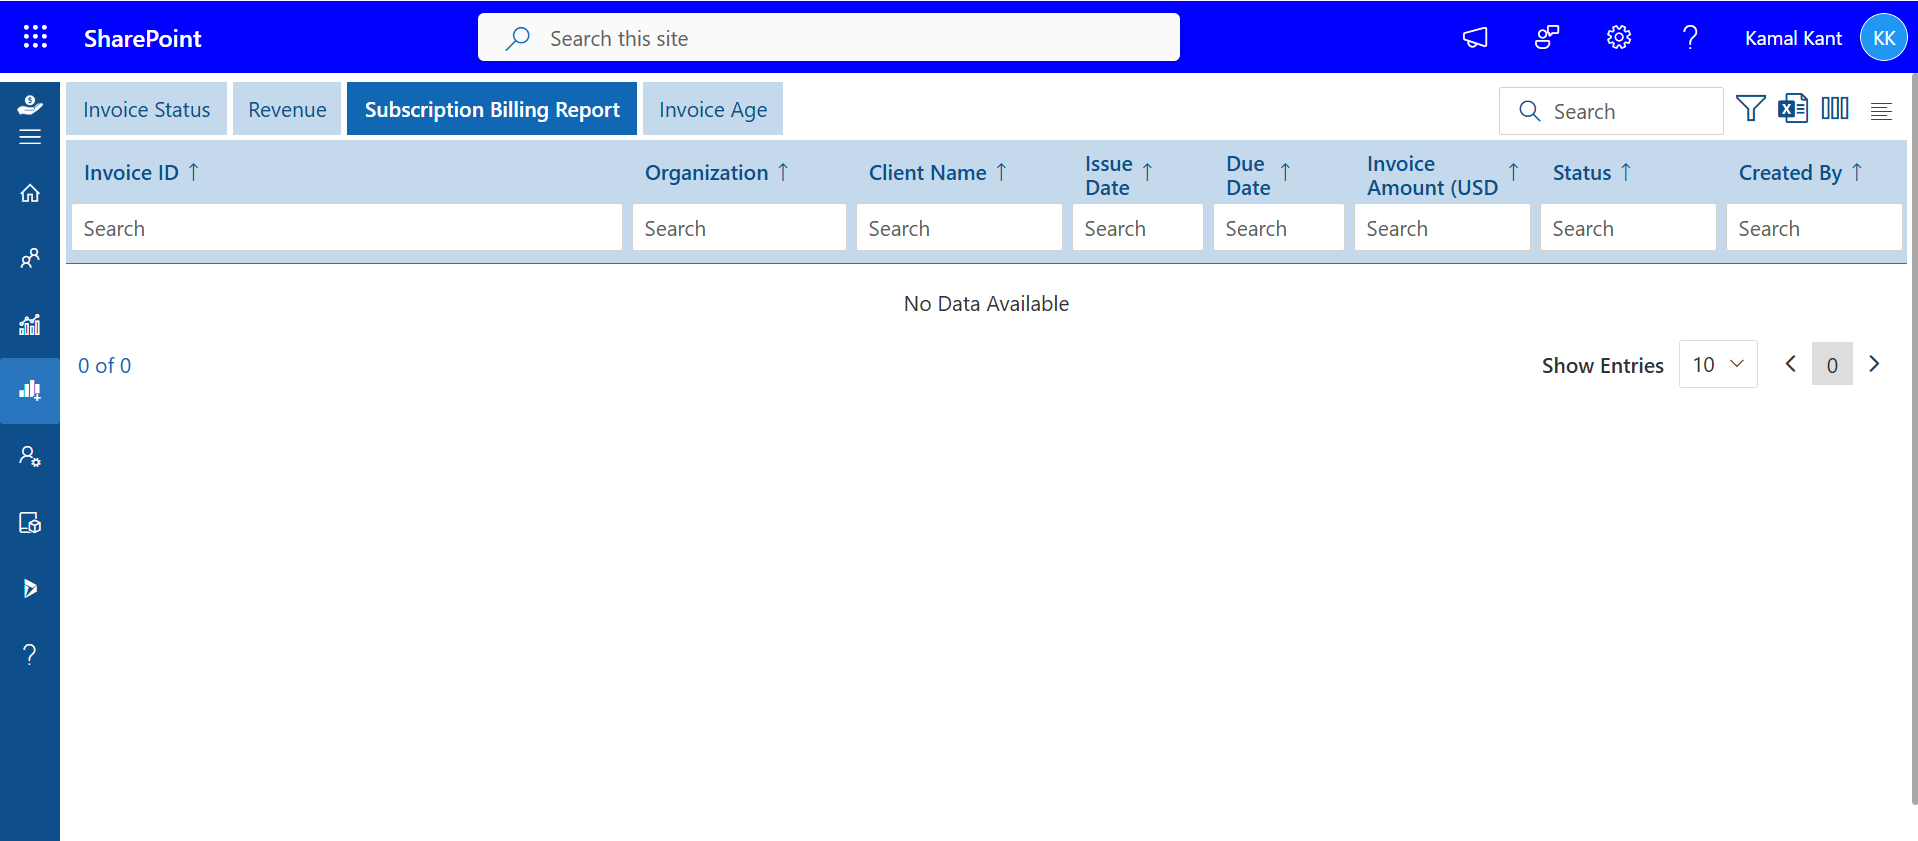 SharePoint
Search this site
Kamal Kant
KK
Invoice Status
Revenue
Subscription Billing Report
Invoice Age
Search
Invoice ID
Organization
Client Name
Issue
Date
Due
Date
Invoice
Amount (USD
Status
Created By
Search
Search
Search
Search
Search
Search
Search
Search
No Data Available
0 of 0
Show Entries
10
0